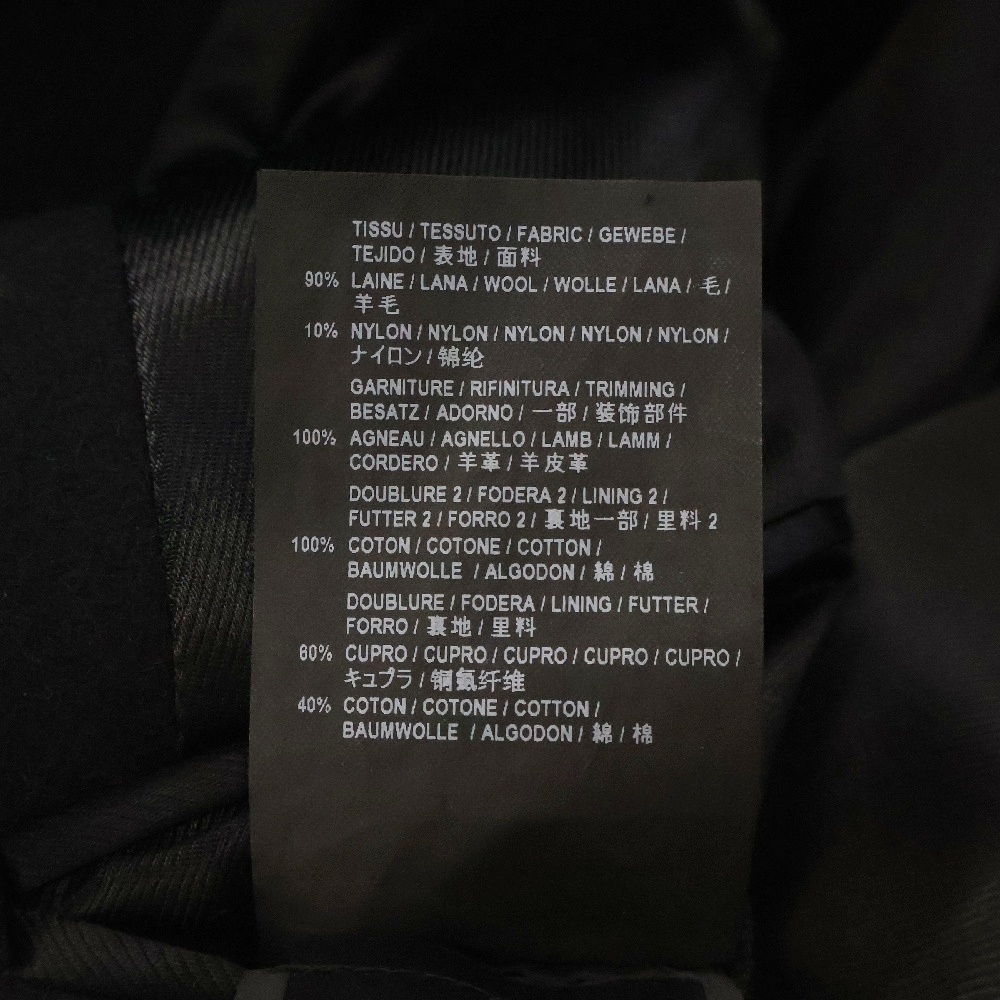 TISSU / TESSUTO / FABRIC / GEWEBE /
TEJIDO / 表地 / 面料
90% LAINE / LANA / WOOL / WOLLE / LANA / 毛 /
羊毛
10% NYLON / NYLON / NYLON / NYLON / NYLON /
ナイロン / 锦纶
GARNITURE / RIFINITURA / TRIMMING /
BESATZ / ADORNO / 一部 / 装饰部件
100% AGNEAU / AGNELLO / LAMB / LAMM /
CORDERO / 羊革 / 羊皮革
DOUBLURE 2 / FODERA 2 / LINING 2 /
FUTTER 2 / FORRO 2 / 裏地一部 / 里料 2
100% COTON / COTONE / COTTON /
BAUMWOLLE / ALGODON / 綿 / 棉
DOUBLURE / FODERA / LINING / FUTTER /
FORRO / 裏地 / 里料
60% CUPRO / CUPRO / CUPRO / CUPRO / CUPRO /
キュプラ / 铜氨纤维
40% COTON / COTONE / COTTON /
BAUMWOLLE / ALGODON / 綿 / 棉